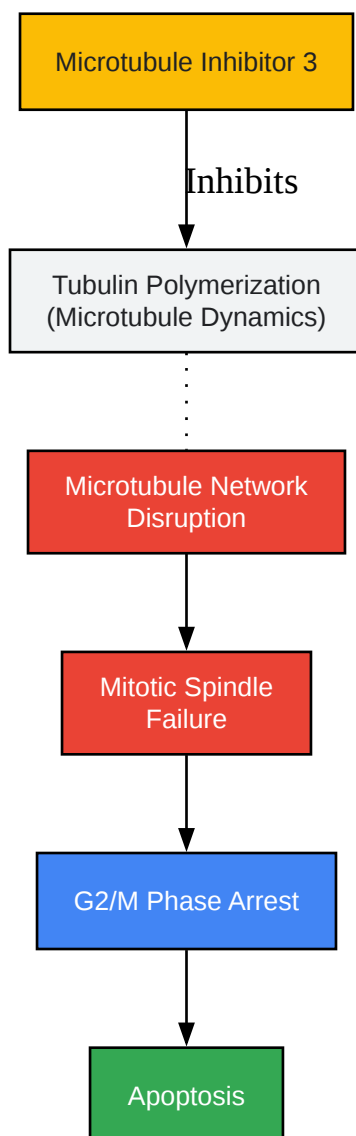 Microtubule Inhibitor 3
Inhibits
Tubulin Polymerization
(Microtubule Dynamics)
Microtubule Network
Disruption
Mitotic Spindle
Failure
G2/M Phase Arrest
Apoptosis